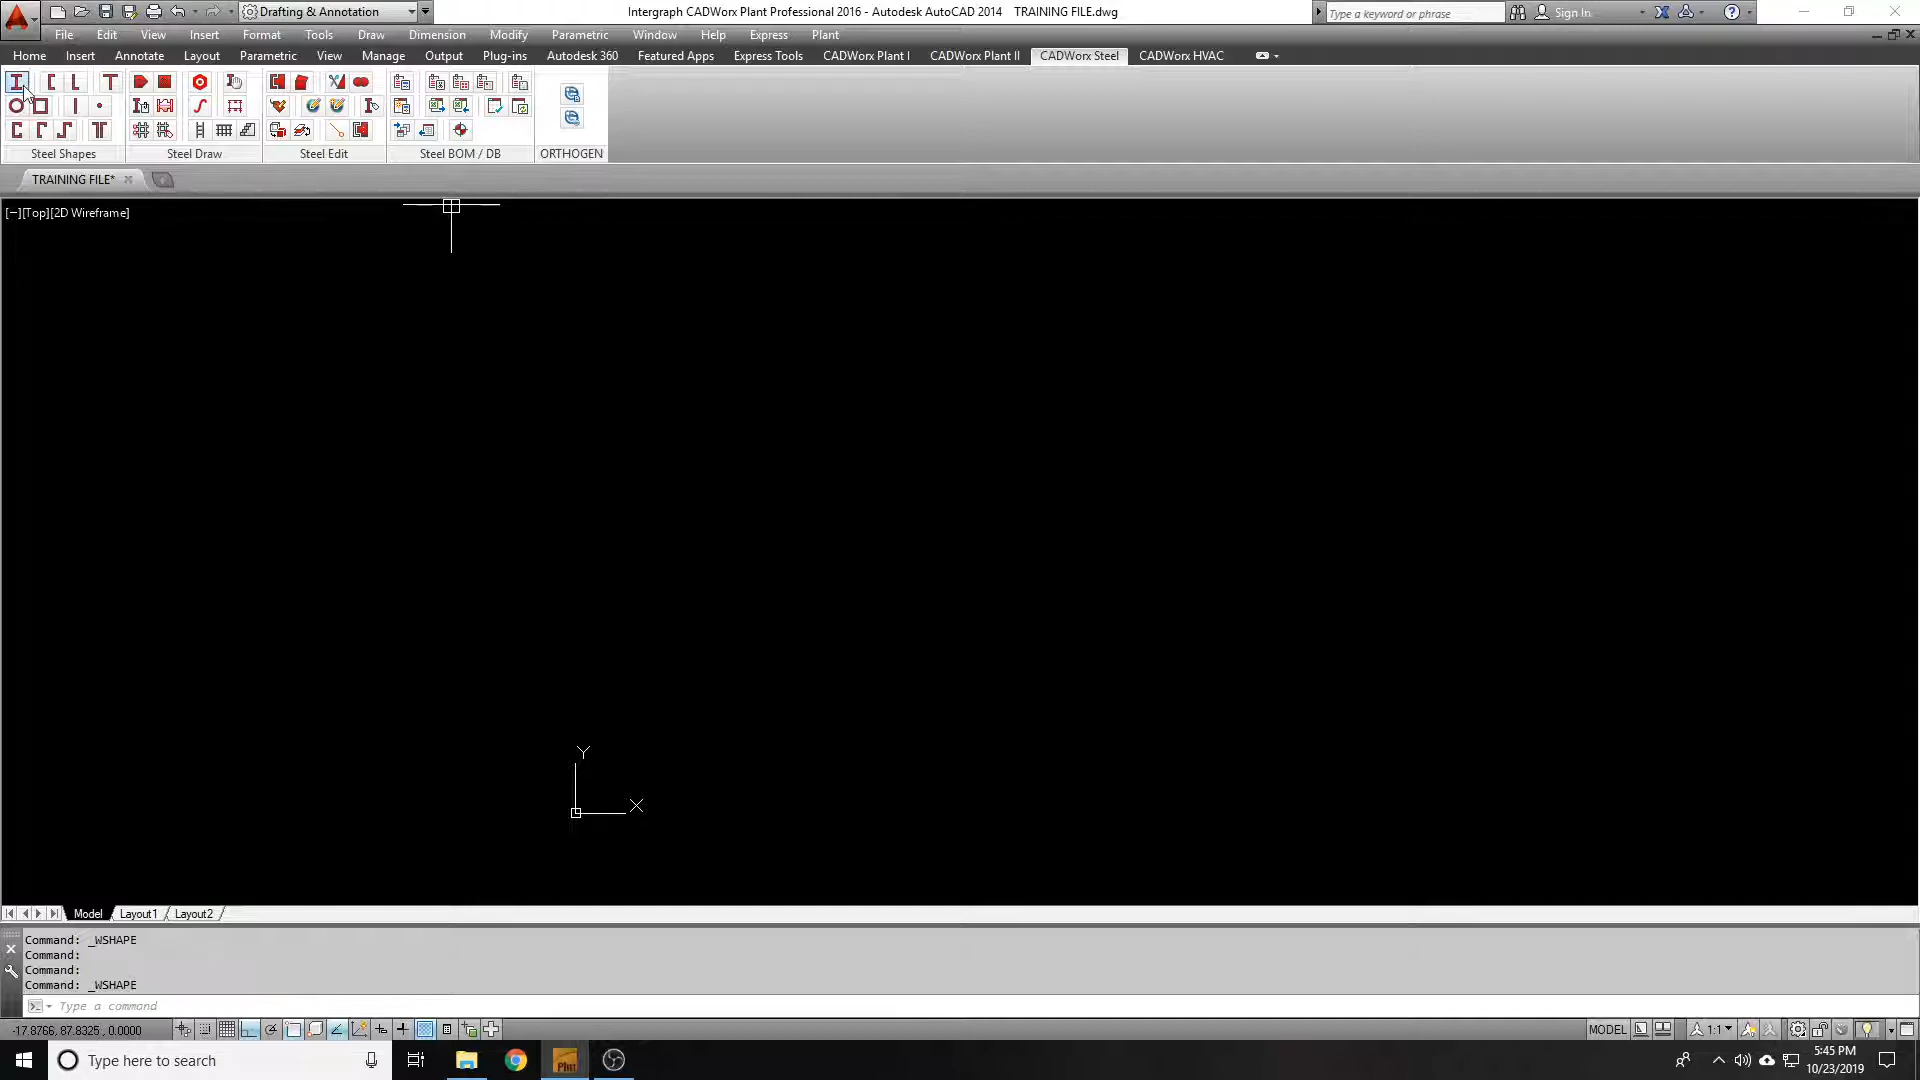 Drafting & Annotation
Intergraph CADWorx Plant Professional 2016 - Autodesk AutoCAD 2014    TRAINING FILE.dwg
Type a keyword or phrase
Sign In
File Edit View Insert Format Tools Draw Dimension Modify Parametric Window Help Express Plant
Home Insert Annotate Layout Parametric View Manage Output Plug-ins Autodesk 360 Featured Apps Express Tools CADWorx Plant I CADWorx Plant II CADWorx Steel CADWorx HVAC
Steel Shapes Steel Draw Steel Edit Steel BOM / DB ORTHOGEN
TRAINING FILE*
[−][Top][2D Wireframe]
Y
X
Model Layout1 Layout2
Command: _WSHAPE
Command:
Command:
Command: _WSHAPE
Type a command
-17.8766, 87.8325 , 0.0000
MODEL
1:1
Type here to search
5:45 PM
10/23/2019